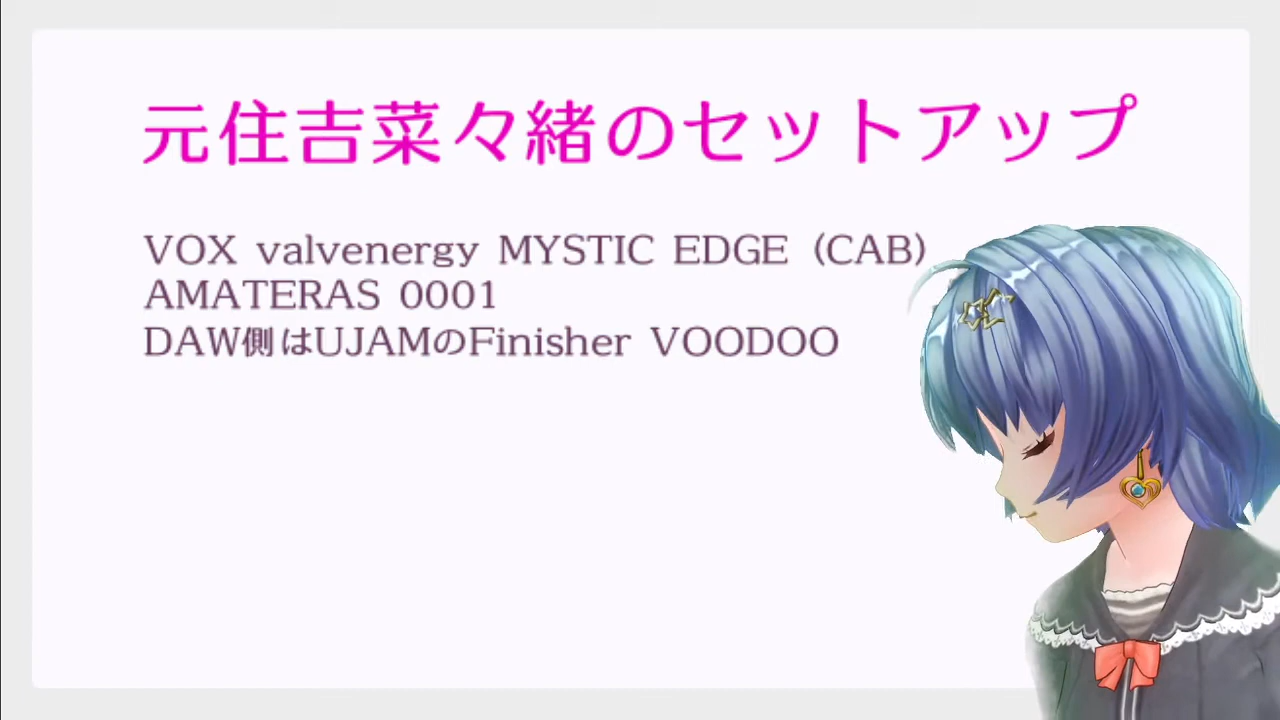 元住吉菜々緒のセットアップ
VOX valvenergy MYSTIC EDGE (CAB)
AMATERAS 0001
DAW側はUJAMのFinisher VOODOO